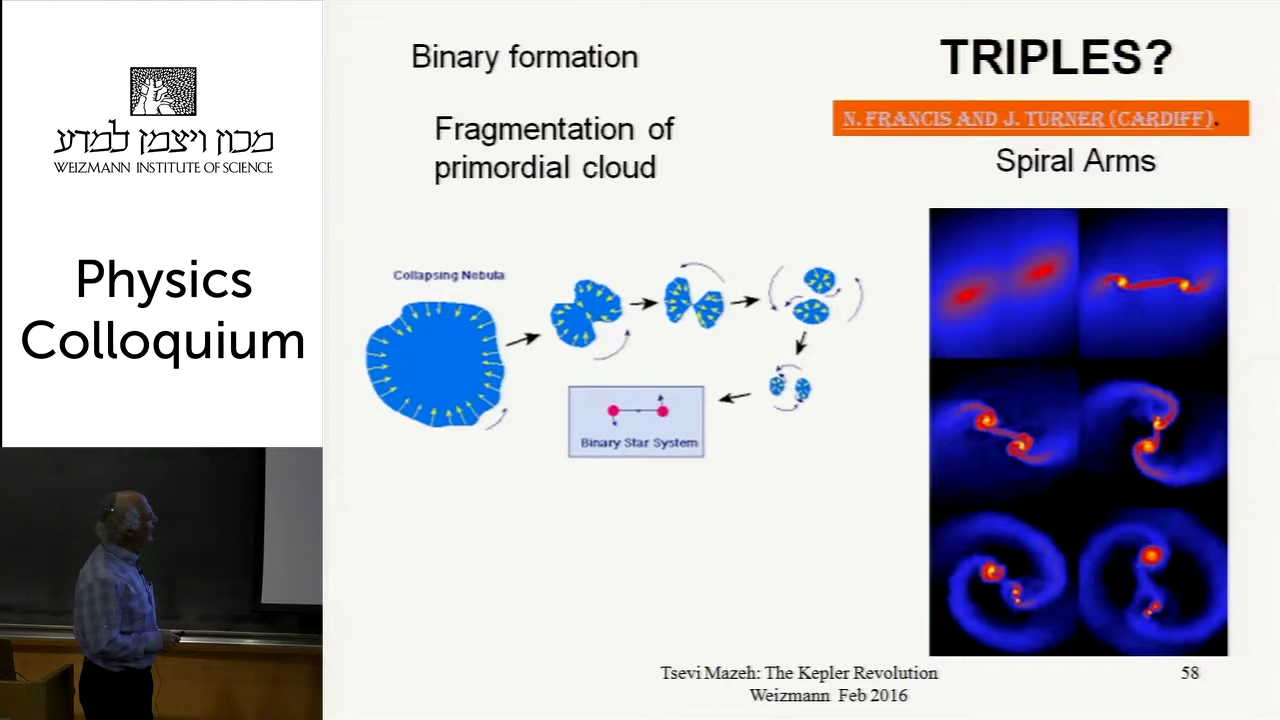 מכון ויצמן למדע
WEIZMANN INSTITUTE OF SCIENCE
Physics
Colloquium
Binary formation
Fragmentation of
primordial cloud
TRIPLES?
N. FRANCIS AND J. TURNER (CARDIFF).
Spiral Arms
Collapsing Nebula
Binary Star System
Tsevi Mazeh: The Kepler Revolution
Weizmann Feb 2016
58